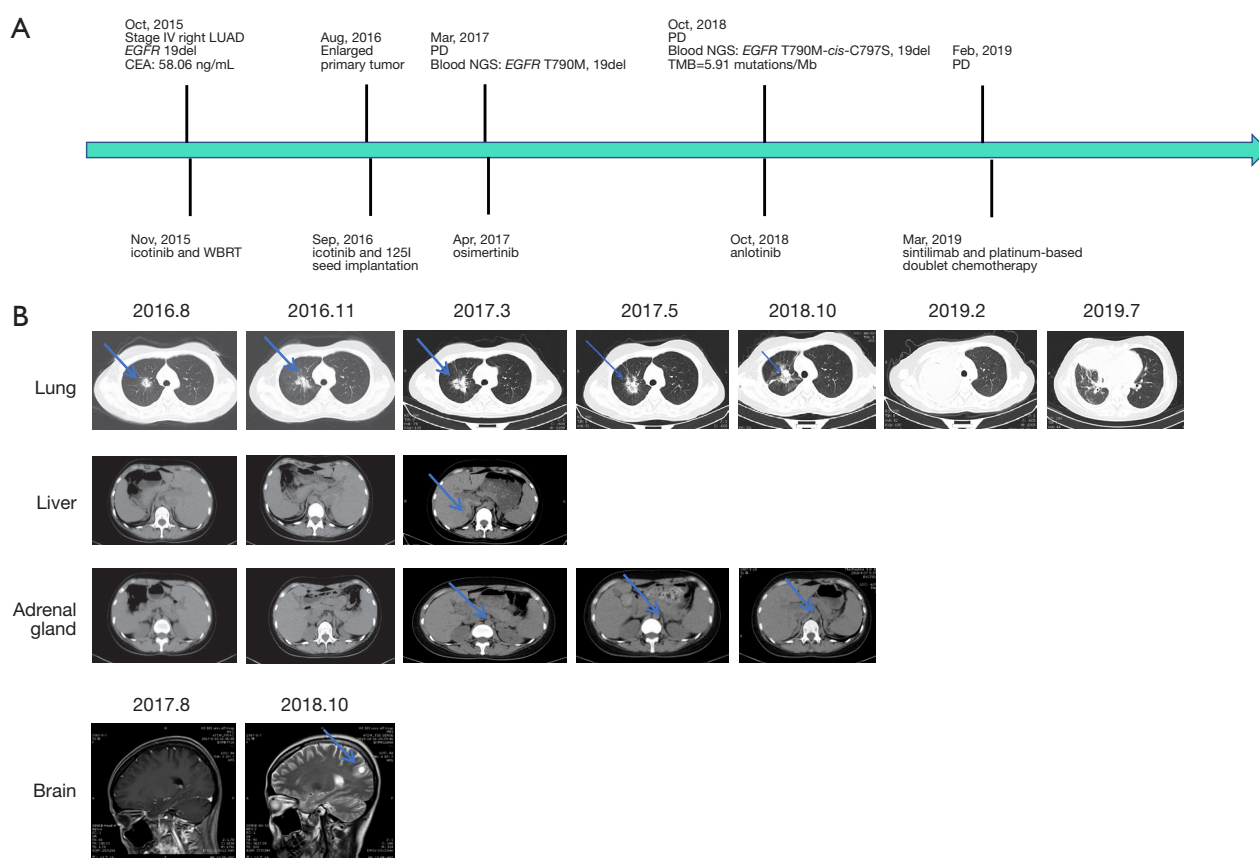 A
Oct, 2015
Stage IV right LUAD
EGFR 19del
CEA: 58.06 ng/mL
Aug, 2016
Enlarged
primary tumor
Mar, 2017
PD
Blood NGS: EGFR T790M, 19del
Oct, 2018
PD
Blood NGS: EGFR T790M-cis-C797S, 19del
TMB=5.91 mutations/Mb
Feb, 2019
PD
Nov, 2015
icotinib and WBRT
Sep, 2016
icotinib and 125I
seed implantation
Apr, 2017
osimertinib
Oct, 2018
anlotinib
Mar, 2019
sintilimab and platinum-based
doublet chemotherapy
B
2016.8
2016.11
2017.3
2017.5
2018.10
2019.2
2019.7
Lung
Liver
Adrenal
gland
2017.8
2018.10
Brain